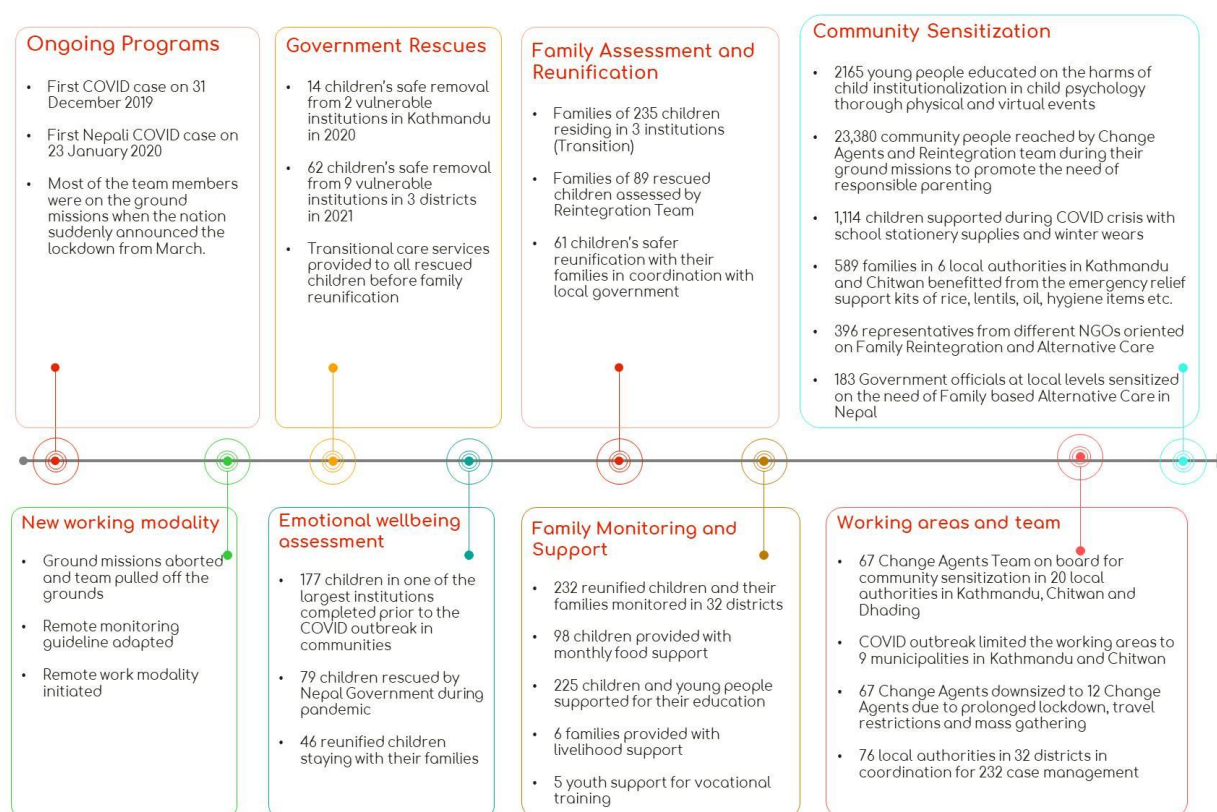 Ongoing Programs
• First COVID case on 31
December 2019
• First Nepali COVID case on
23 January 2020
• Most of the team members
were on the ground
missions when the nation
suddenly announced the
lockdown from March.
Government Rescues
• 14 children's safe removal
from 2 vulnerable
institutions in Kathmandu
in 2020
• 62 children's safe removal
from 9 vulnerable
institutions in 3 districts
in 2021
• Transitional care services
provided to all rescued
children before family
reunification
Family Assessment and
Reunification
• Families of 235 children
residing in 3 institutions
(Transition)
• Families of 89 rescued
children assessed by
Reintegration Team
• 61 children's safer
reunification with their
families in coordination with
local government
Community Sensitization
• 2165 young people educated on the harms of
child institutionalization in child psychology
thorough physical and virtual events
• 23,380 community people reached by Change
Agents and Reintegration team during their
ground missions to promote the need of
responsible parenting
• 1,114 children supported during COVID crisis with
school stationery supplies and winter wears
• 589 families in 6 local authorities in Kathmandu
and Chitwan benefitted from the emergency relief
support kits of rice, lentils, oil, hygiene items etc.
• 396 representatives from different NGOs oriented
on Family Reintegration and Alternative Care
• 183 Government officials at local levels sensitized
on the need of Family based Alternative Care in
Nepal
New working modality
• Ground missions aborted
and team pulled off the
grounds
• Remote monitoring
guideline adapted
• Remote work modality
initiated
Emotional wellbeing
assessment
• 177 children in one of the
largest institutions
completed prior to the
COVID outbreak in
communities
• 79 children rescued by
Nepal Government during
pandemic
• 46 reunified children
staying with their families
Family Monitoring and
Support
• 232 reunified children and their
families monitored in 32 districts
• 98 children provided with
monthly food support
• 225 children and young people
supported for their education
• 6 families provided with
livelihood support
• 5 youth support for vocational
training
Working areas and team
• 67 Change Agents Team on board for
community sensitization in 20 local
authorities in Kathmandu, Chitwan and
Dhading
• COVID outbreak limited the working areas to
9 municipalities in Kathmandu and Chitwan
• 67 Change Agents downsized to 12 Change
Agents due to prolonged lockdown, travel
restrictions and mass gathering
• 76 local authorities in 32 districts in
coordination for 232 case management